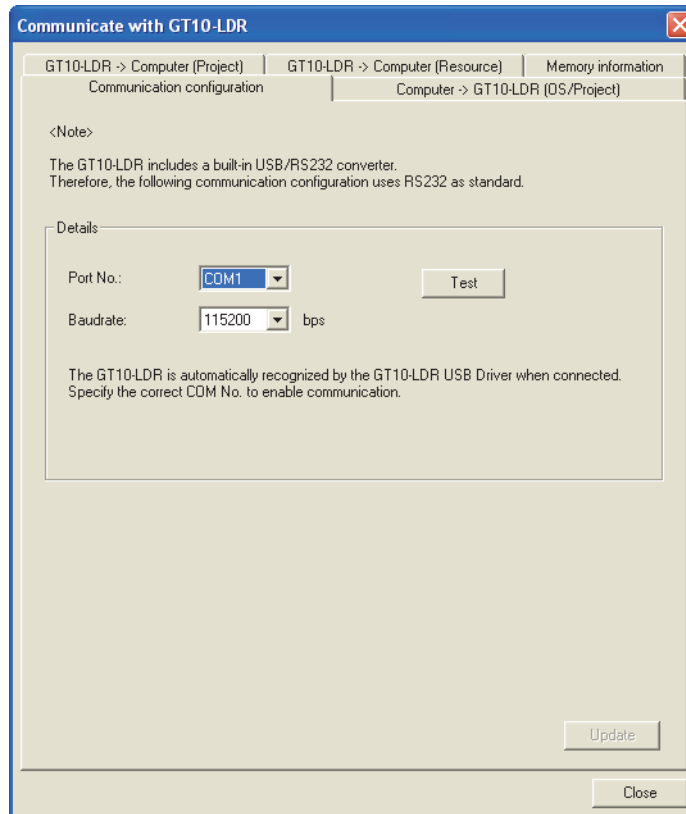 Communicate with GT10-LDR
GT10-LDR -> Computer (Project)
GT10-LDR -> Computer (Resource)
Memory information
Communication configuration
Computer -> GT10-LDR (OS/Project)
<Note>
The GT10-LDR includes a built-in USB/RS232 converter.
Therefore, the following communication configuration uses RS232 as standard.
Details
Port No.:
COM1
Test
Baudrate:
115200
bps
The GT10-LDR is automatically recognized by the GT10-LDR USB Driver when connected.
Specify the correct COM No. to enable communication.
Update
Close